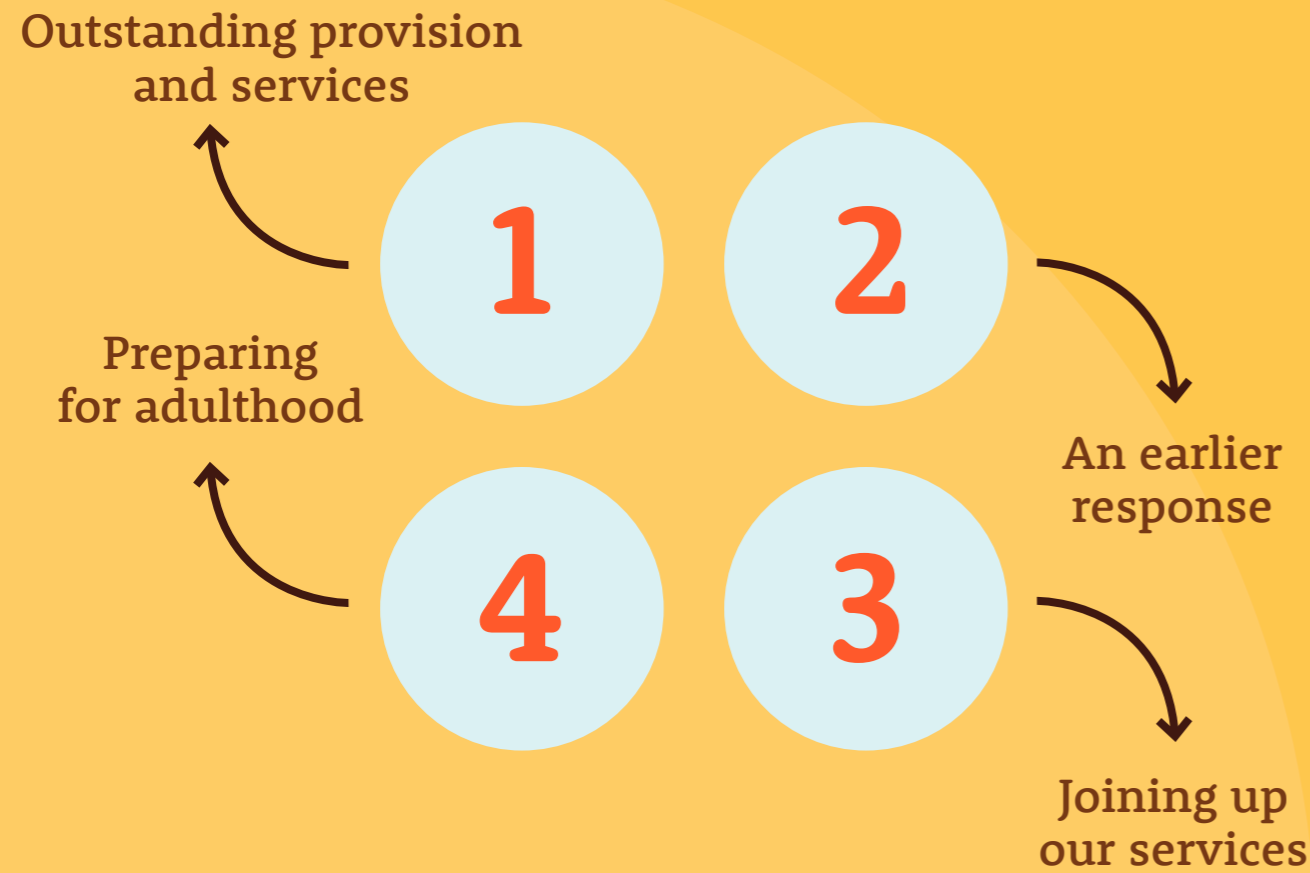 Outstanding provision
and services
1
2
An earlier
response
3
Joining up
our services
4
Preparing
for adulthood